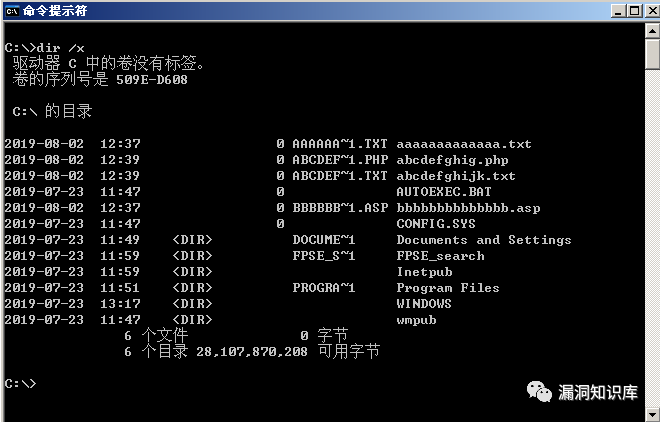 命令提示符
C:\>dir /x
驱动器 C 中的卷没有标签。
卷的序列号是 509E-D608
C:\ 的目录
2019-08-02 12:37 0 AAAAAA~1.TXT aaaaaaaaaaaaa.txt
2019-08-02 12:39 0 ABCDEF~1.PHP abcdefghig.php
2019-08-02 12:39 0 ABCDEF~1.TXT abcdefghijk.txt
2019-07-23 11:47 0 AUTOEXEC.BAT
2019-08-02 12:37 0 BBBBBB~1.ASP bbbbbbbbbbbbbb.asp
2019-07-23 11:47 0 CONFIG.SYS
2019-07-23 11:49 <DIR> DOCUME~1 Documents and Settings
2019-07-23 11:59 <DIR> FPSE_S~1 FPSE_search
2019-07-23 11:59 <DIR> Inetpub
2019-07-23 11:51 <DIR> PROGRA~1 Program Files
2019-07-23 13:17 <DIR> WINDOWS
2019-07-23 11:47 <DIR> wmpub
6 个文件 0 字节
6 个目录 28,107,870,208 可用字节
C:\>
漏洞知识库